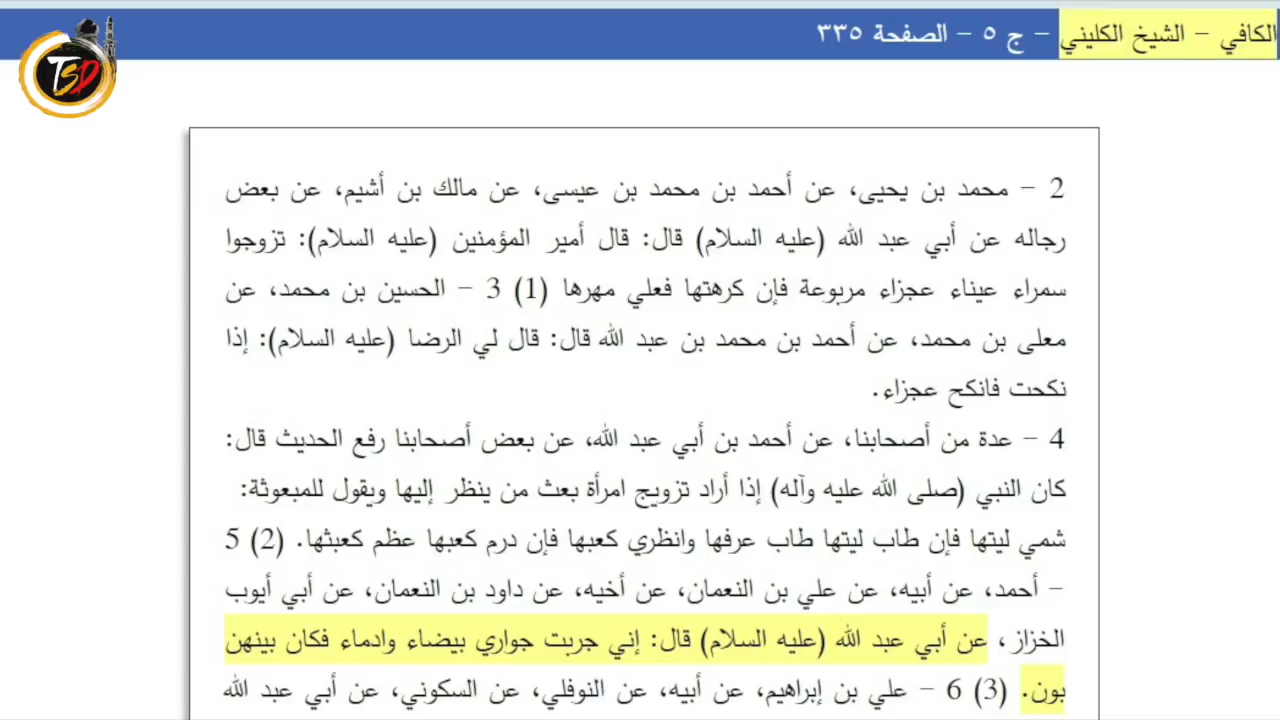 الكافي - الشيخ الكليني - ج ٥ - الصفحة ٣٣٥
TSD
2 - محمد بن يحيى، عن أحمد بن محمد بن عيسى، عن مالك بن أشيم، عن بعض
رجاله عن أبي عبد الله (عليه السلام) قال: قال أمير المؤمنين (عليه السلام): تزوجوا
سمراء عيناء عجزاء مربوعة فإن كرهتها فعلي مهرها (1) 3 - الحسين بن محمد، عن
معلى بن محمد، عن أحمد بن محمد بن عبد الله قال: قال لي الرضا (عليه السلام): إذا
نكحت فانكح عجزاء.
4 - عدة من أصحابنا، عن أحمد بن أبي عبد الله، عن بعض أصحابنا رفع الحديث قال:
كان النبي (صلى الله عليه وآله) إذا أراد تزويج امرأة بعث من ينظر إليها ويقول للمبعوثة:
شمي ليتها فإن طاب ليتها طاب عرفها وانظري كعبها فإن درم كعبها عظم كعبثها. (2) 5
- أحمد، عن أبيه، عن علي بن النعمان، عن أخيه، عن داود بن النعمان، عن أبي أيوب
الخزاز، عن أبي عبد الله (عليه السلام) قال: إني جربت جواري بيضاء وادماء فكان بينهن
بون. (3) 6 - علي بن إبراهيم، عن أبيه، عن النوفلي، عن السكوني، عن أبي عبد الله